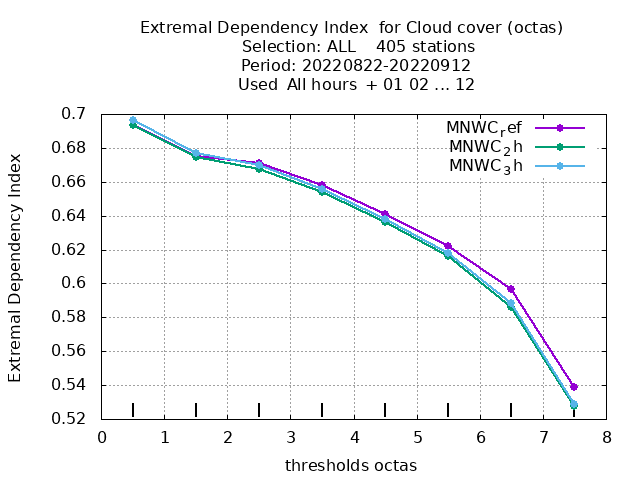 Extremal Dependency Index  for Cloud cover (octas)
Selection: ALL    405 stations
Period: 20220822-20220912
Used  All hours  + 01 02 ... 12
MNWC_ref
MNWC_2h
MNWC_3h
Extremal Dependency Index
0.7
0.68
0.66
0.64
0.62
0.6
0.58
0.56
0.54
0.52
0 1 2 3 4 5 6 7 8
thresholds octas